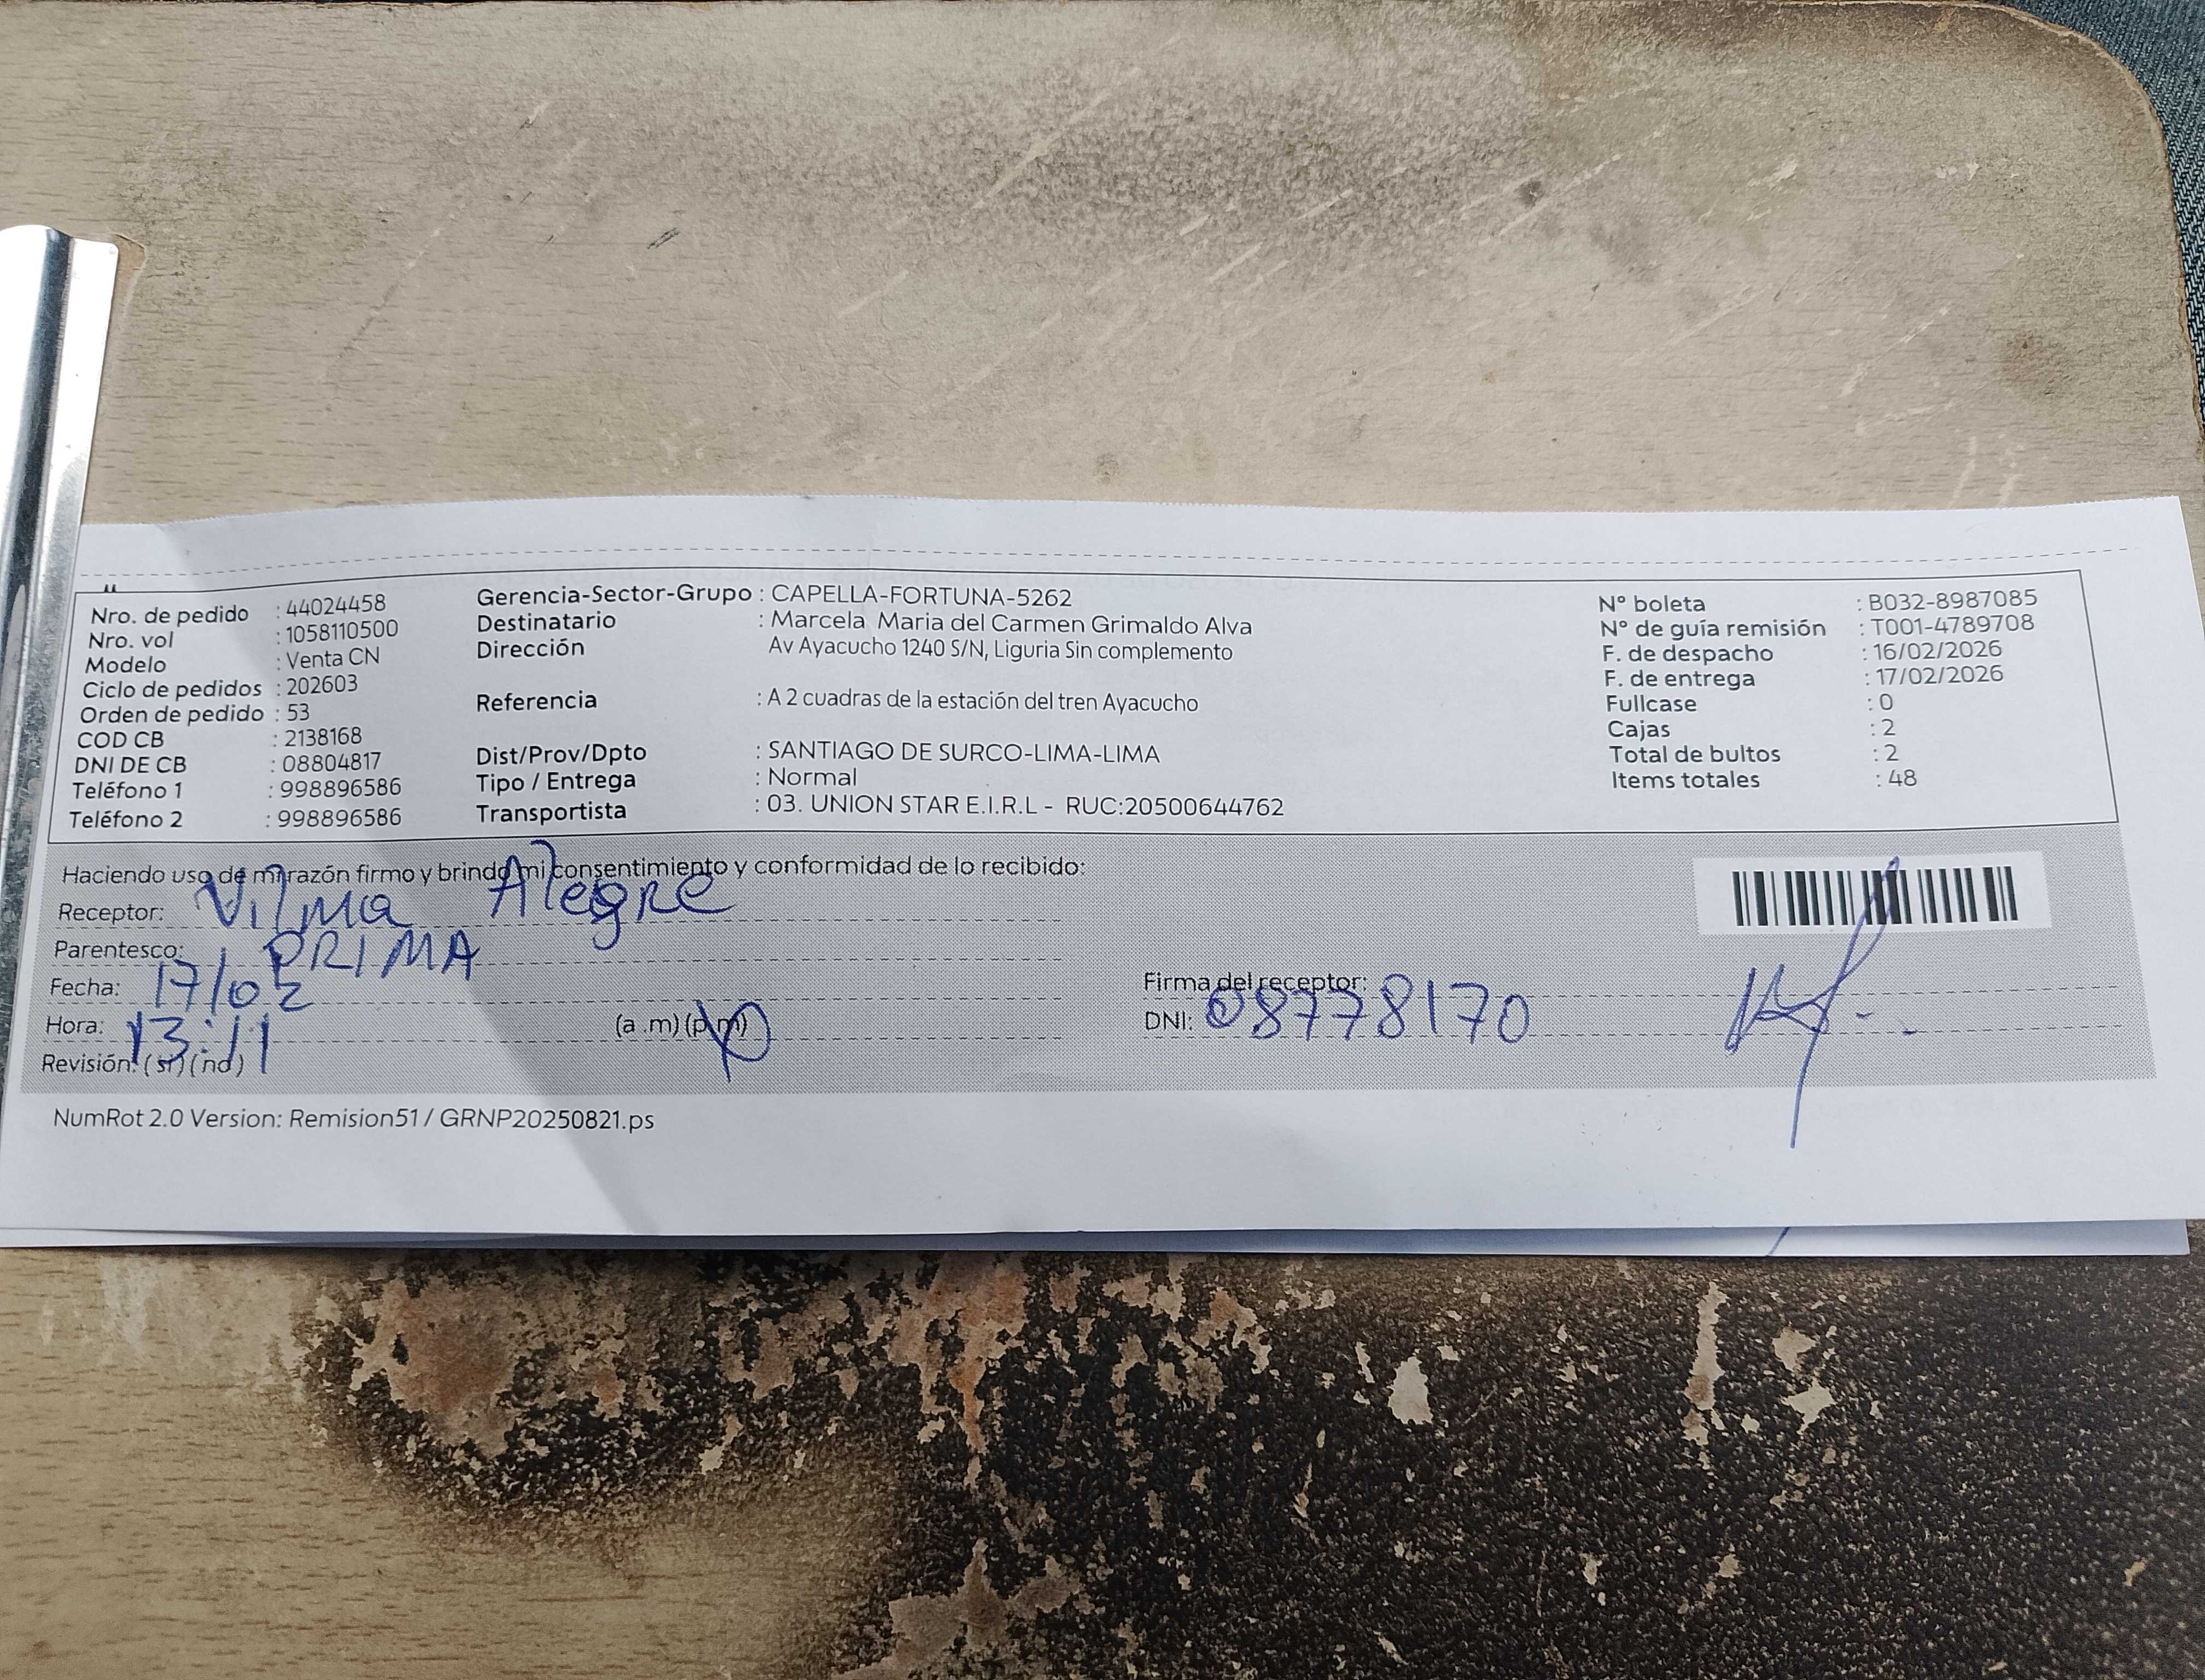 Nro. de pedido : 44024458
Nro. vol : 1058110500
Modelo : Venta CN
Ciclo de pedidos : 202603
Orden de pedido : 53
COD CB : 2138168
DNI DE CB : 08804817
Teléfono 1 : 998896586
Teléfono 2 : 998896586
Gerencia-Sector-Grupo : CAPELLA-FORTUNA-5262
Destinatario : Marcela Maria del Carmen Grimaldo Alva
Dirección Av Ayacucho 1240 S/N, Liguria Sin complemento
Referencia : A 2 cuadras de la estación del tren Ayacucho
Dist/Prov/Dpto : SANTIAGO DE SURCO-LIMA-LIMA
Tipo / Entrega : Normal
Transportista : 03. UNION STAR E.I.R.L - RUC:20500644762
N° boleta : B032-8987085
N° de guía remisión : T001-4789708
F. de despacho : 16/02/2026
F. de entrega : 17/02/2026
Fullcase : 0
Cajas : 2
Total de bultos : 2
Items totales : 48
Haciendo uso de mi razón firmo y brindo mi consentimiento y conformidad de lo recibido:
Receptor: Vilma Alegre
Parentesco: PRIMA
Fecha: 17/02
Hora: 13:11 (a .m) (p.m)
Revisión: (si) (no)
Firma del receptor:
DNI: 08778170
NumRot 2.0 Version: Remision51 / GRNP20250821.ps